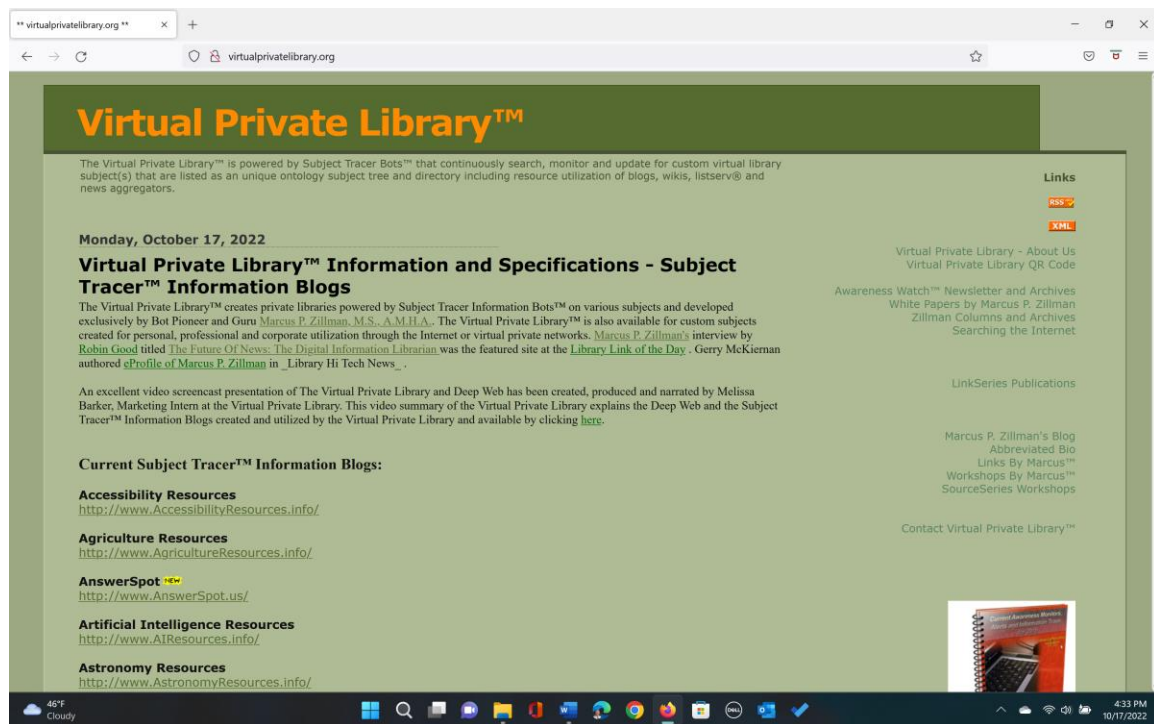 ** virtualprivatelibrary.org **
virtualprivatelibrary.org
Virtual Private Library™
The Virtual Private Library™ is powered by Subject Tracer Bots™ that continuously search, monitor and update for custom virtual library
subject(s) that are listed as an unique ontology subject tree and directory including resource utilization of blogs, wikis, listserv® and
news aggregators.
Monday, October 17, 2022
Virtual Private Library™ Information and Specifications - Subject
Tracer™ Information Blogs
The Virtual Private Library™ creates private libraries powered by Subject Tracer Information Bots™ on various subjects and developed
exclusively by Bot Pioneer and Guru Marcus P. Zillman, M.S., A.M.H.A.. The Virtual Private Library™ is also available for custom subjects
created for personal, professional and corporate utilization through the Internet or virtual private networks. Marcus P. Zillman's interview by
Robin Good titled The Future Of News: The Digital Information Librarian was the featured site at the Library Link of the Day . Gerry McKiernan
authored eProfile of Marcus P. Zillman in _Library Hi Tech News_ .
An excellent video screencast presentation of The Virtual Private Library and Deep Web has been created, produced and narrated by Melissa
Barker, Marketing Intern at the Virtual Private Library. This video summary of the Virtual Private Library explains the Deep Web and the Subject
Tracer™ Information Blogs created and utilized by the Virtual Private Library and available by clicking here.
Current Subject Tracer™ Information Blogs:
Accessibility Resources
http://www.AccessibilityResources.info/
Agriculture Resources
http://www.AgricultureResources.info/
AnswerSpot NEW
http://www.AnswerSpot.us/
Artificial Intelligence Resources
http://www.AIResources.info/
Astronomy Resources
http://www.AstronomyResources.info/
Links
RSS
XML
Virtual Private Library - About Us
Virtual Private Library QR Code
Awareness Watch™ Newsletter and Archives
White Papers by Marcus P. Zillman
Zillman Columns and Archives
Searching the Internet
LinkSeries Publications
Marcus P. Zillman's Blog
Abbreviated Bio
Links By Marcus™
Workshops By Marcus™
SourceSeries Workshops
Contact Virtual Private Library™
46°F
Cloudy
DELL
4:33 PM
10/17/2022